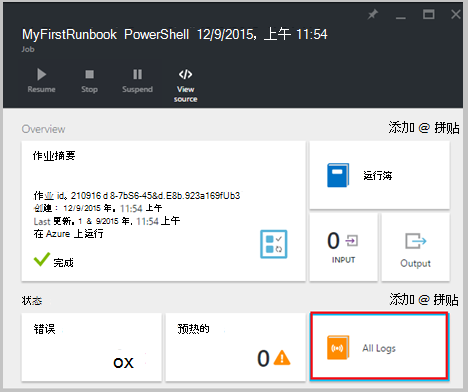 MyFirstRunbook PowerShell 12/9/2015，上午 11:54
Job
Resume
Stop
Suspend
View source
Overview
添加 @ 拼贴
作业摘要
作业 id。210916 d 8-7bS6-45&d.E8b.923a169fUb3
创建：12/9/2015 年。11:54 上午
Last 更新。1 & 9/2015 年，11:54 上午
在 Azure 上运行
完成
运行簿
0
INPUT
Output
状态
添加 @ 拼贴
错误
OX
预热的
0
All Logs